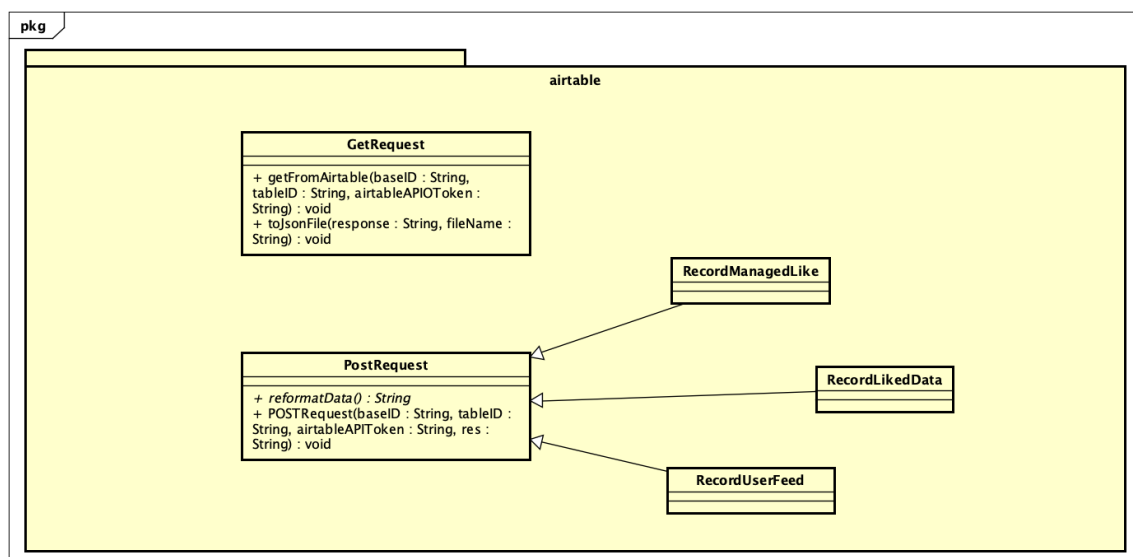 pkg
airtable
GetRequest
+ getFromAirtable(baseID : String,
tableID : String, airtableAPIOToken :
String) : void
+ toJsonFile(response : String, fileName :
String) : void
RecordManagedLike
PostRequest
+ reformatData() : String
+ POSTRequest(baseID : String, tableID :
String, airtableAPIToken : String, res :
String) : void
RecordLikedData
RecordUserFeed